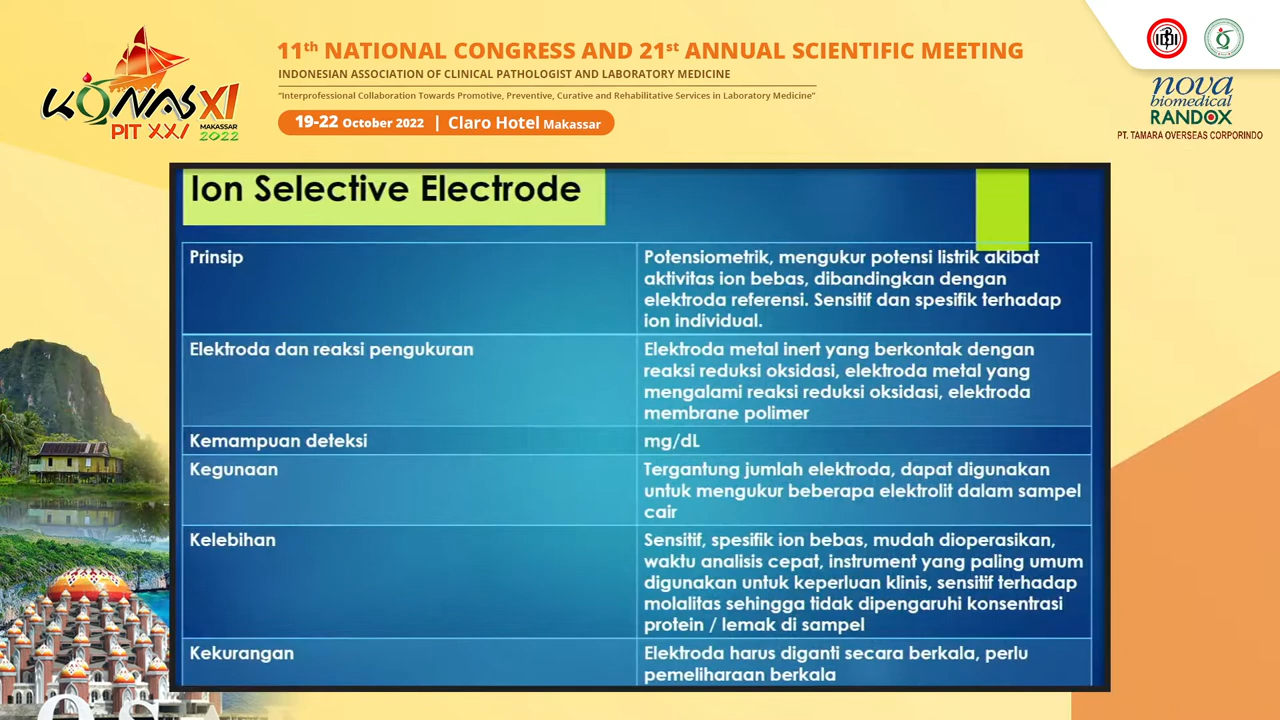 11th NATIONAL CONGRESS AND 21st ANNUAL SCIENTIFIC MEETING
INDONESIAN ASSOCIATION OF CLINICAL PATHOLOGIST AND LABORATORY MEDICINE
"Interprofessional Collaboration Towards Promotive, Preventive, Curative and Rehabilitative Services in Laboratory Medicine"
19-22 October 2022 | Claro Hotel Makassar
KONAS XI
PIT XXI
MAKASSAR
2022
nova
biomedical
RANDOX
PT. TAMARA OVERSEAS CORPORINDO
Ion Selective Electrode
Prinsip
Potensiometrik, mengukur potensi listrik akibat
aktivitas ion bebas, dibandingkan dengan
elektroda referensi. Sensitif dan spesifik terhadap
ion individual.
Elektroda dan reaksi pengukuran
Elektroda metal inert yang berkontak dengan
reaksi reduksi oksidasi, elektroda metal yang
mengalami reaksi reduksi oksidasi, elektroda
membrane polimer
Kemampuan deteksi
mg/dL
Kegunaan
Tergantung jumlah elektroda, dapat digunakan
untuk mengukur beberapa elektrolit dalam sampel
cair
Kelebihan
Sensitif, spesifik ion bebas, mudah dioperasikan,
waktu analisis cepat, instrument yang paling umum
digunakan untuk keperluan klinis, sensitif terhadap
molalitas sehingga tidak dipengaruhi konsentrasi
protein / lemak di sampel
Kekurangan
Elektroda harus diganti secara berkala, perlu
pemeliharaan berkala